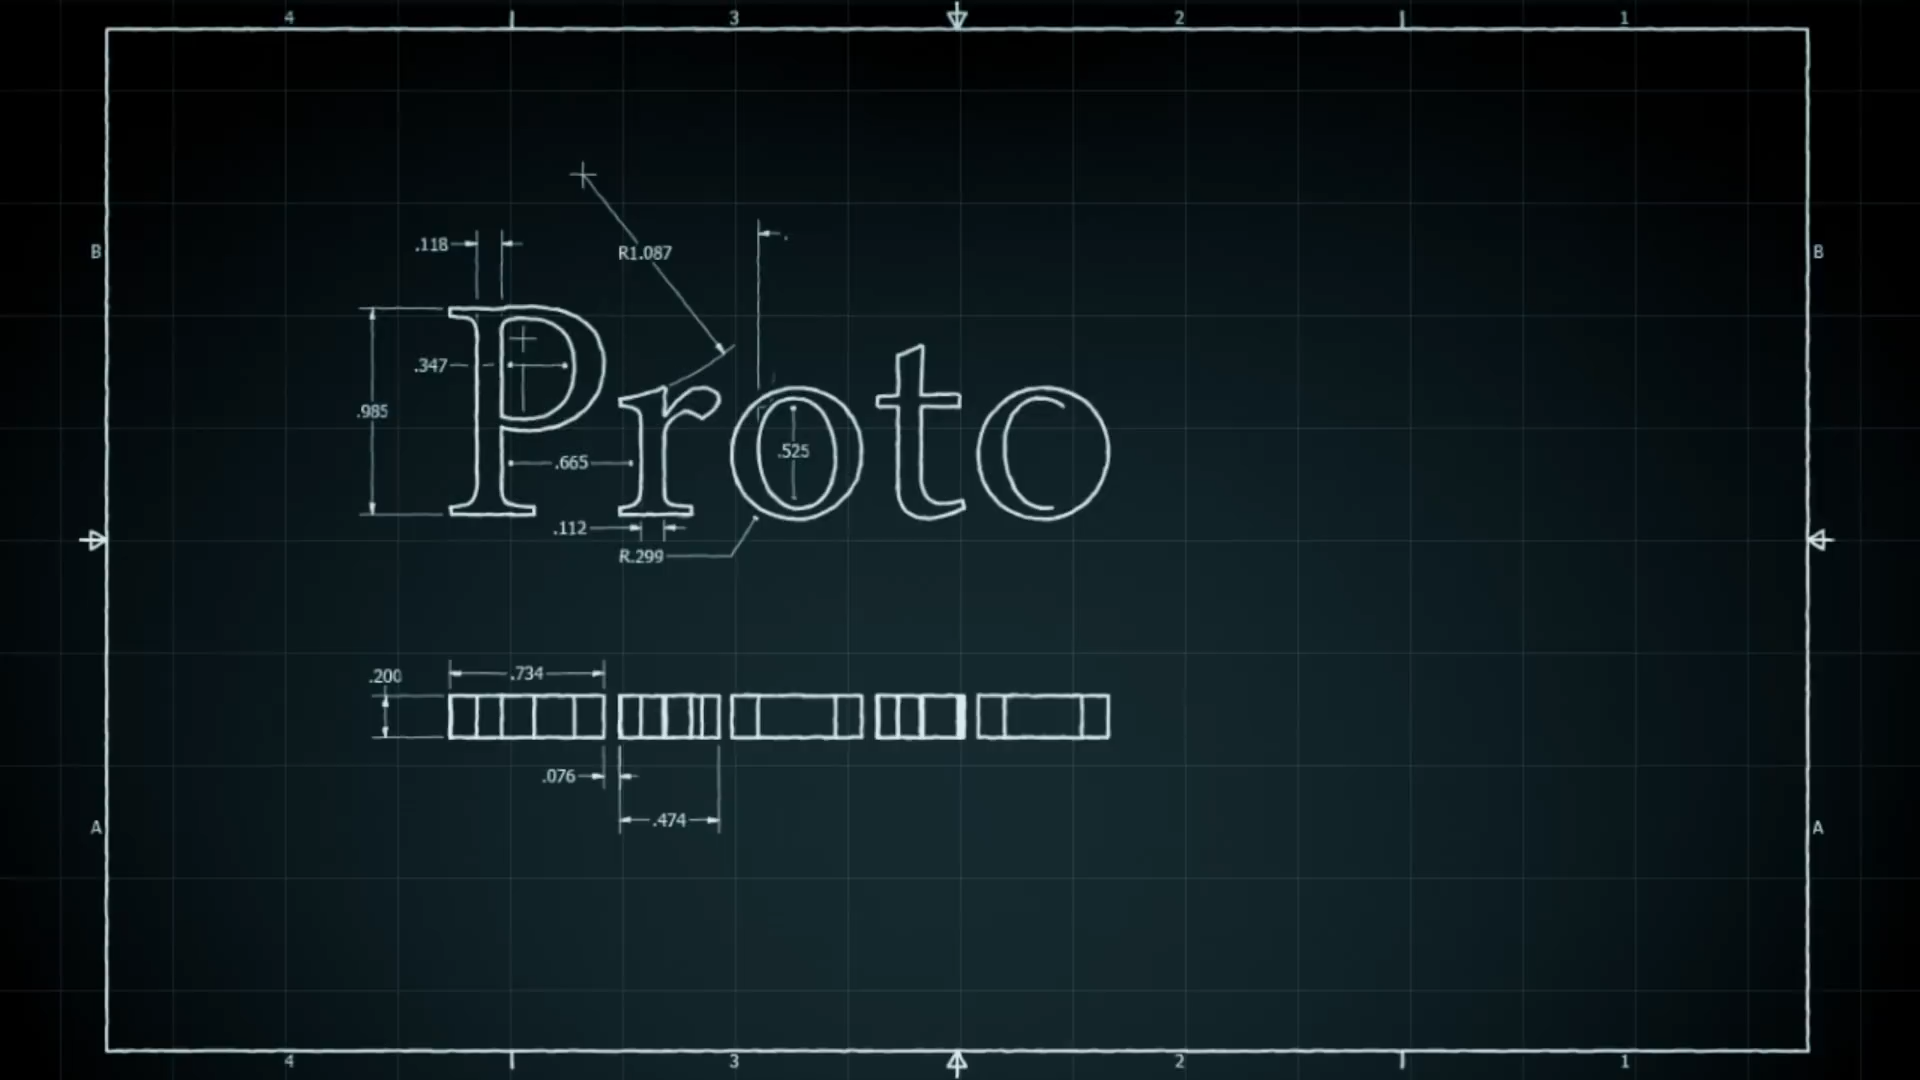 4 3 2 1
B B
.118
R1.087
Proto
.347
.985
.525
.665
.112
R.299
.200
.734
.076
.474
A A
4 3 2 1